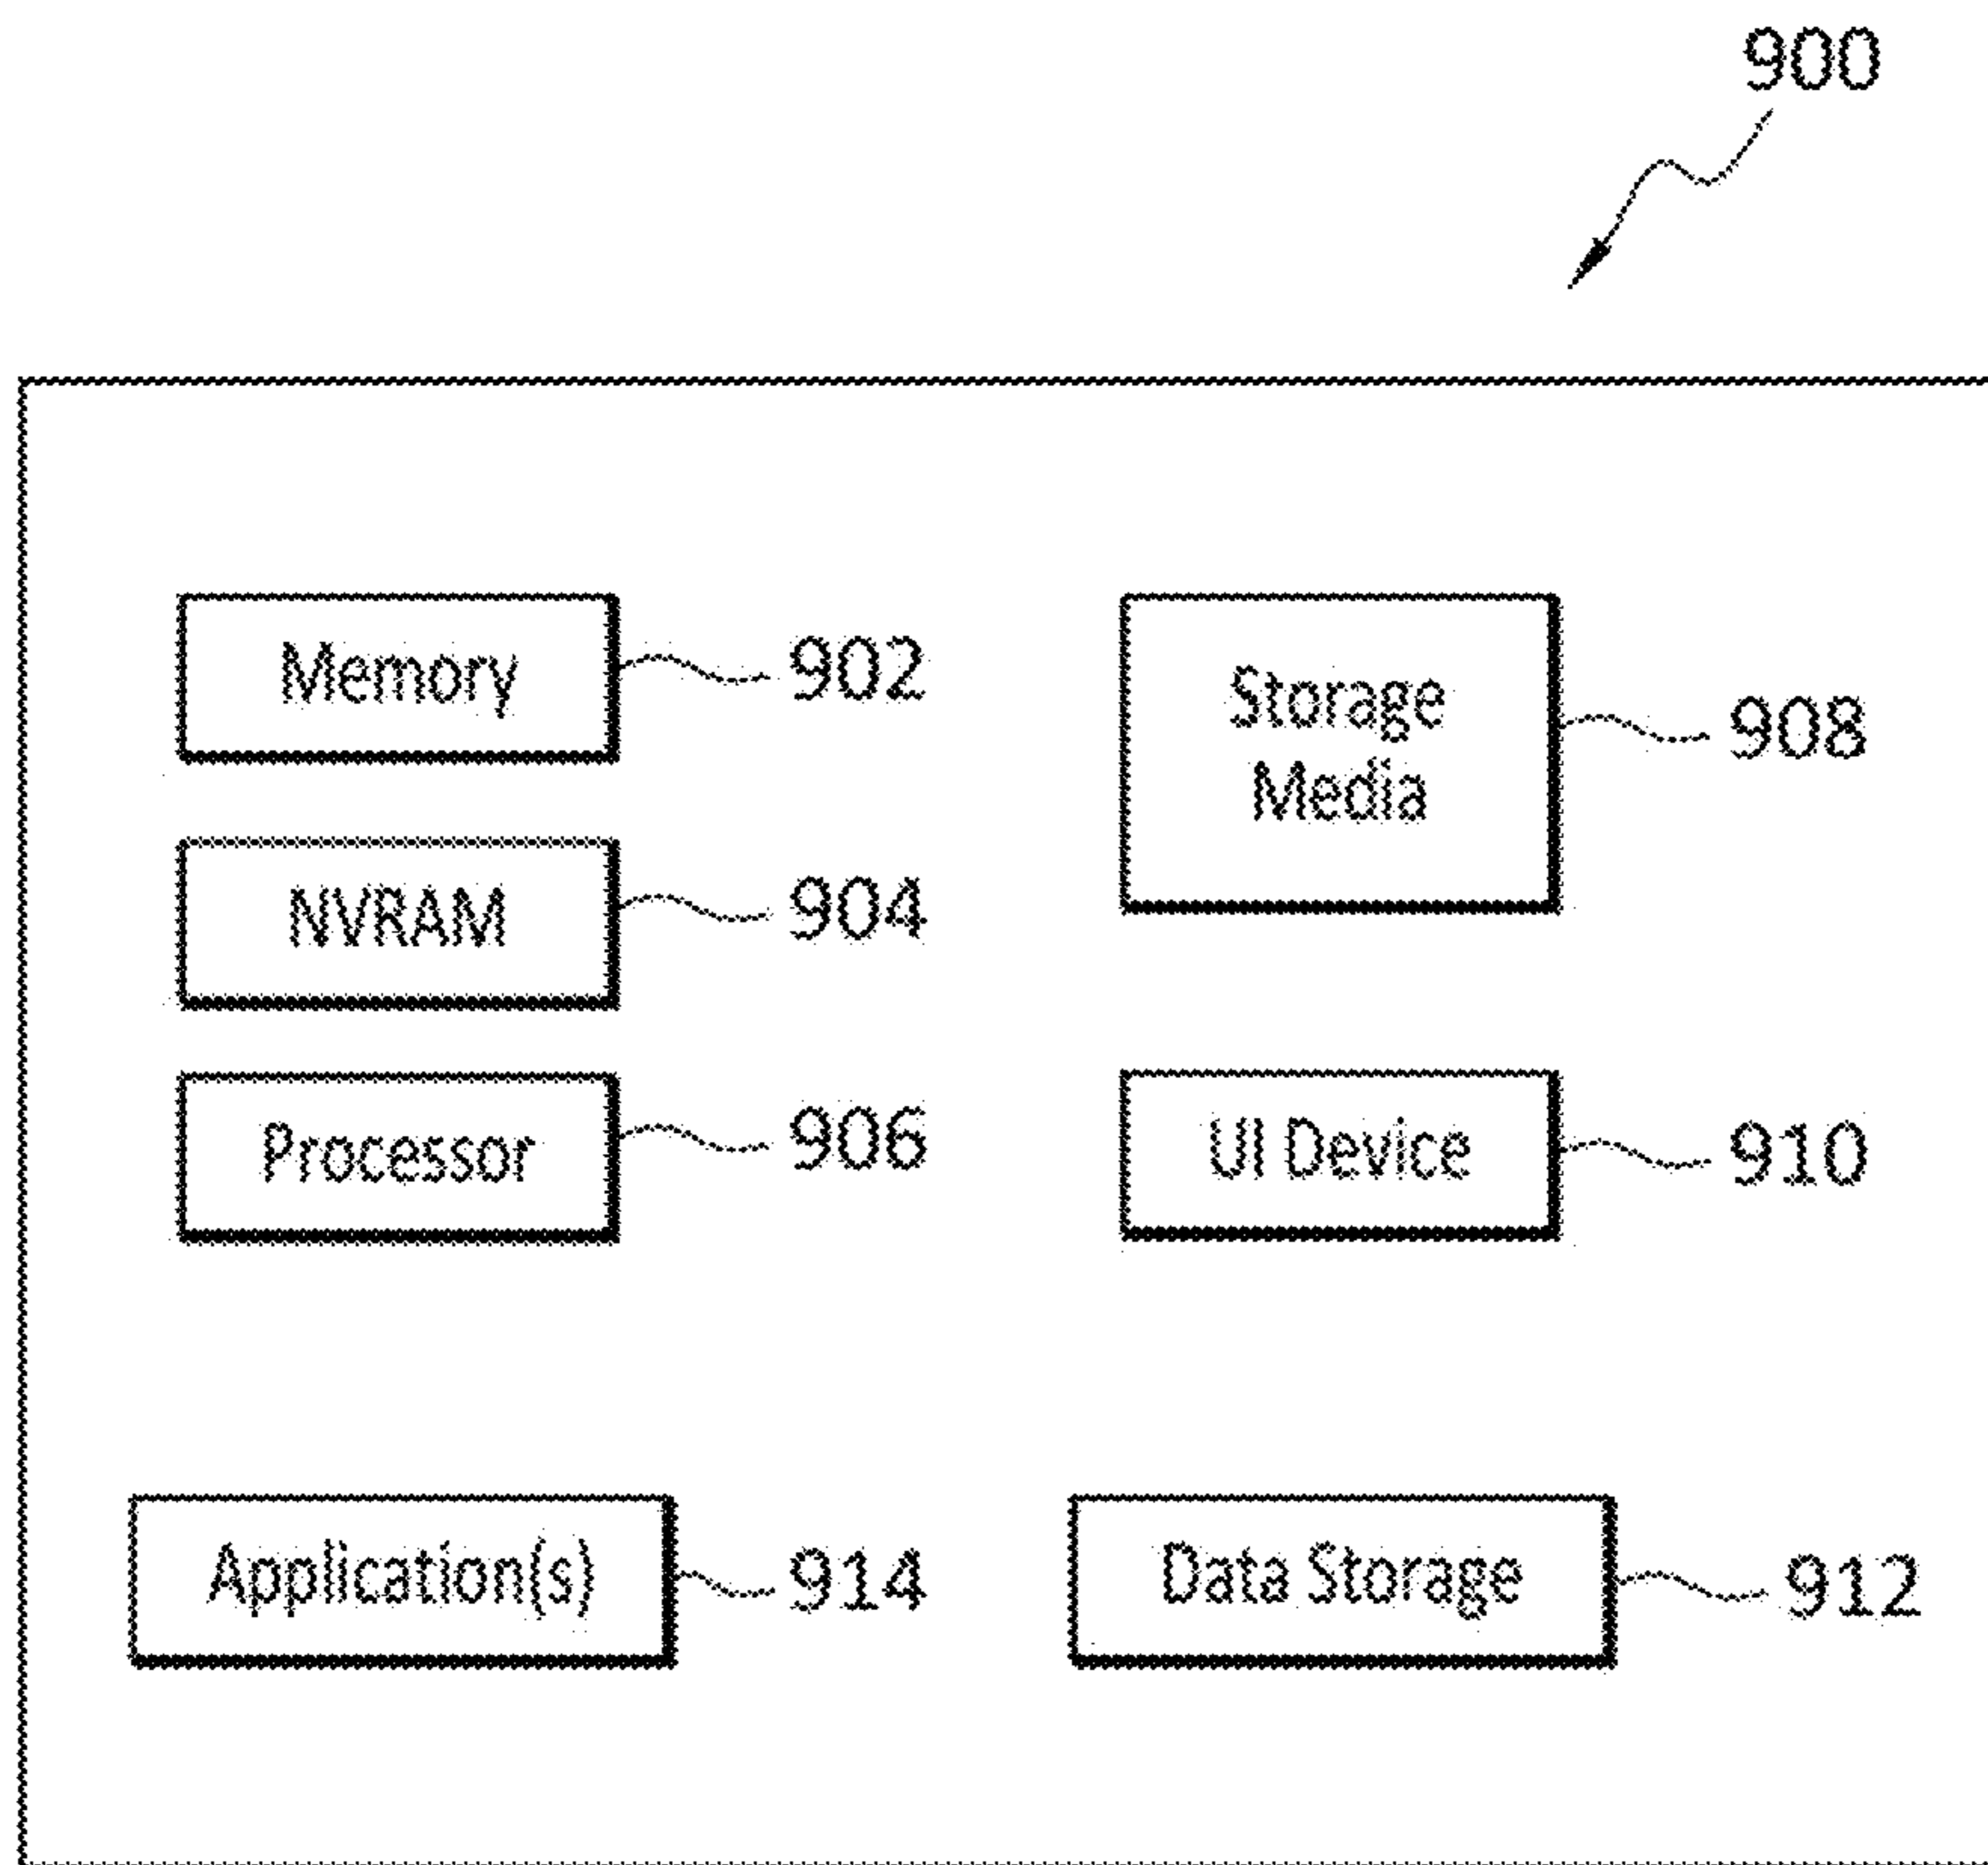 900
Memory 902
Storage
Media 908
NVRAM 904
Processor 906
UI Device 910
Application(s) 914
Data Storage 912